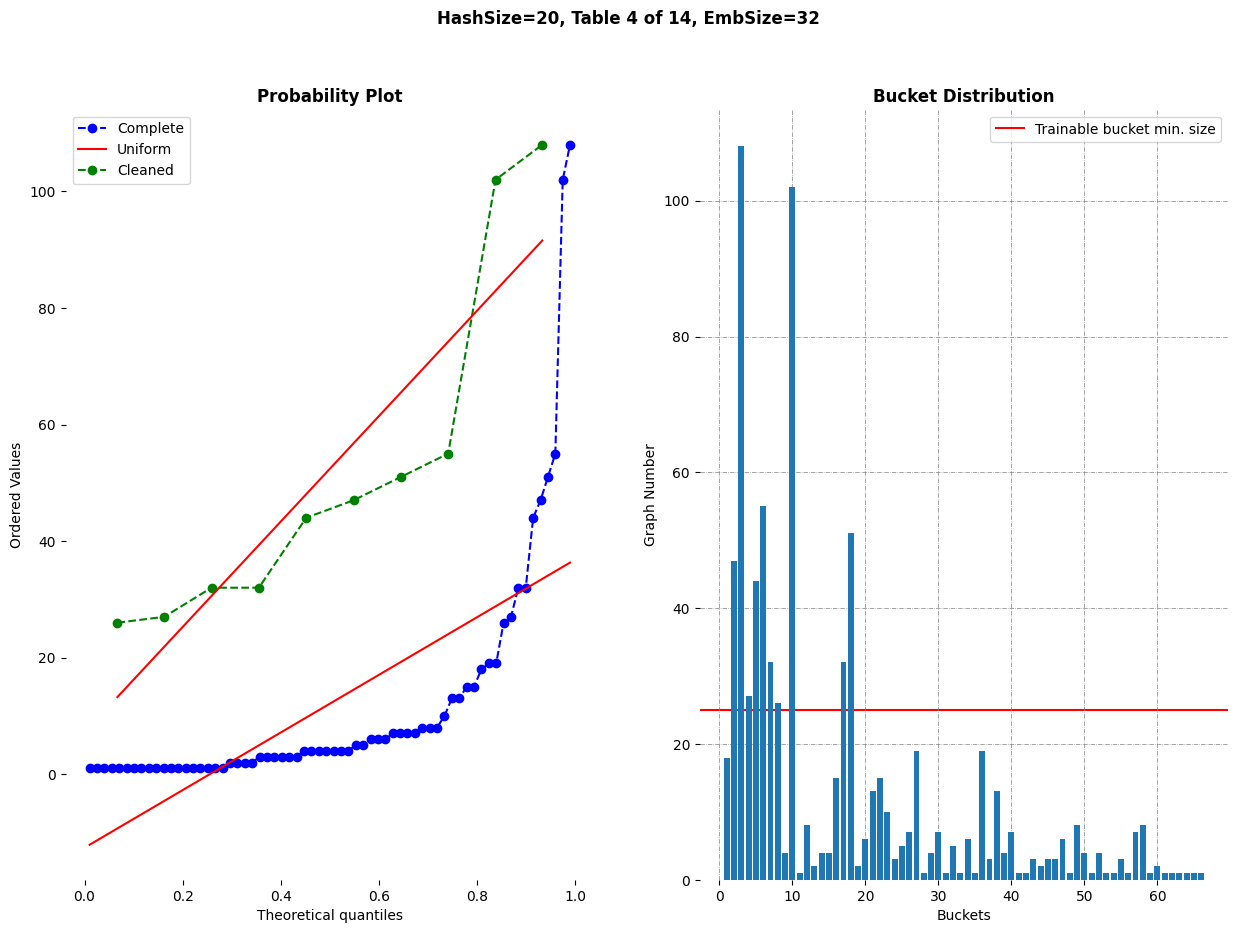 HashSize=20, Table 4 of 14, EmbSize=32
Probability Plot
Complete
Uniform
Cleaned
Ordered Values
100
80
60
40
20
0
0.0 0.2 0.4 0.6 0.8 1.0
Theoretical quantiles
Bucket Distribution
Trainable bucket min. size
Graph Number
100
80
60
40
20
0
0 10 20 30 40 50 60
Buckets